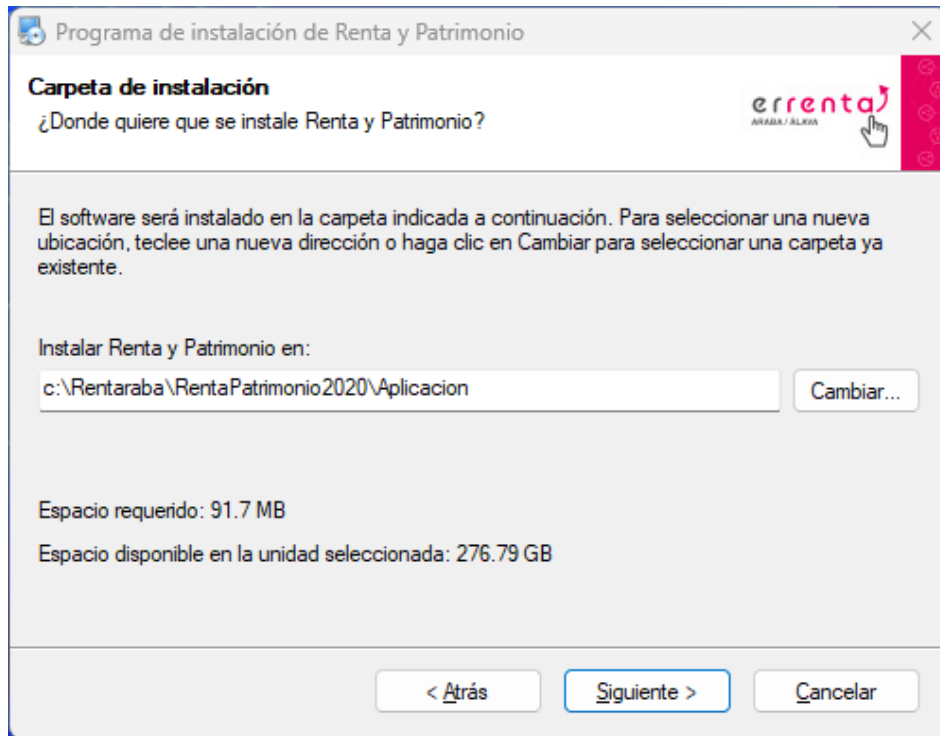 Programa de instalación de Renta y Patrimonio
Carpeta de instalación
¿Donde quiere que se instale Renta y Patrimonio?
errenta
ARABA / ÁLAVA
El software será instalado en la carpeta indicada a continuación. Para seleccionar una nueva
ubicación, teclee una nueva dirección o haga clic en Cambiar para seleccionar una carpeta ya
existente.
Instalar Renta y Patrimonio en:
c:\Rentaraba\RentaPatrimonio2020\Aplicacion
Cambiar...
Espacio requerido: 91.7 MB
Espacio disponible en la unidad seleccionada: 276.79 GB
< Atrás
Siguiente >
Cancelar